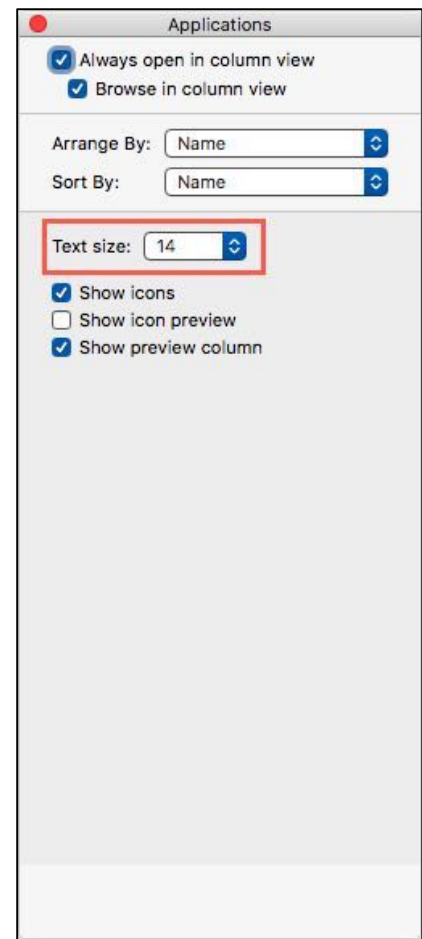 Applications
Always open in column view
Browse in column view
Arrange By: Name
Sort By: Name
Text size: 14
Show icons
Show icon preview
Show preview column